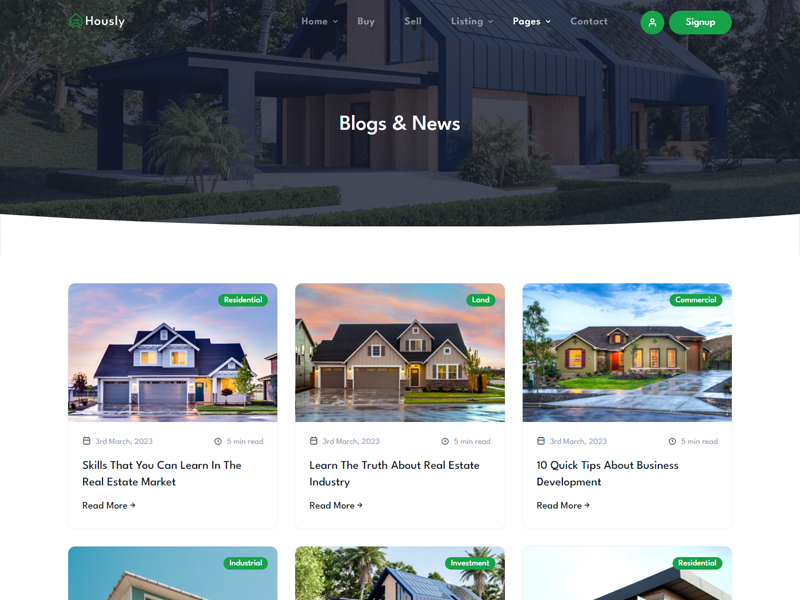 Hously
Home Buy Sell Listing Pages Contact Signup
Blogs & News
Residential
Land
Commercial
3rd March, 2023 5 min read
Skills That You Can Learn In The
Real Estate Market
Read More
3rd March, 2023 5 min read
Learn The Truth About Real Estate
Industry
Read More
3rd March, 2023 5 min read
10 Quick Tips About Business
Development
Read More
Industrial
Investment
Residential